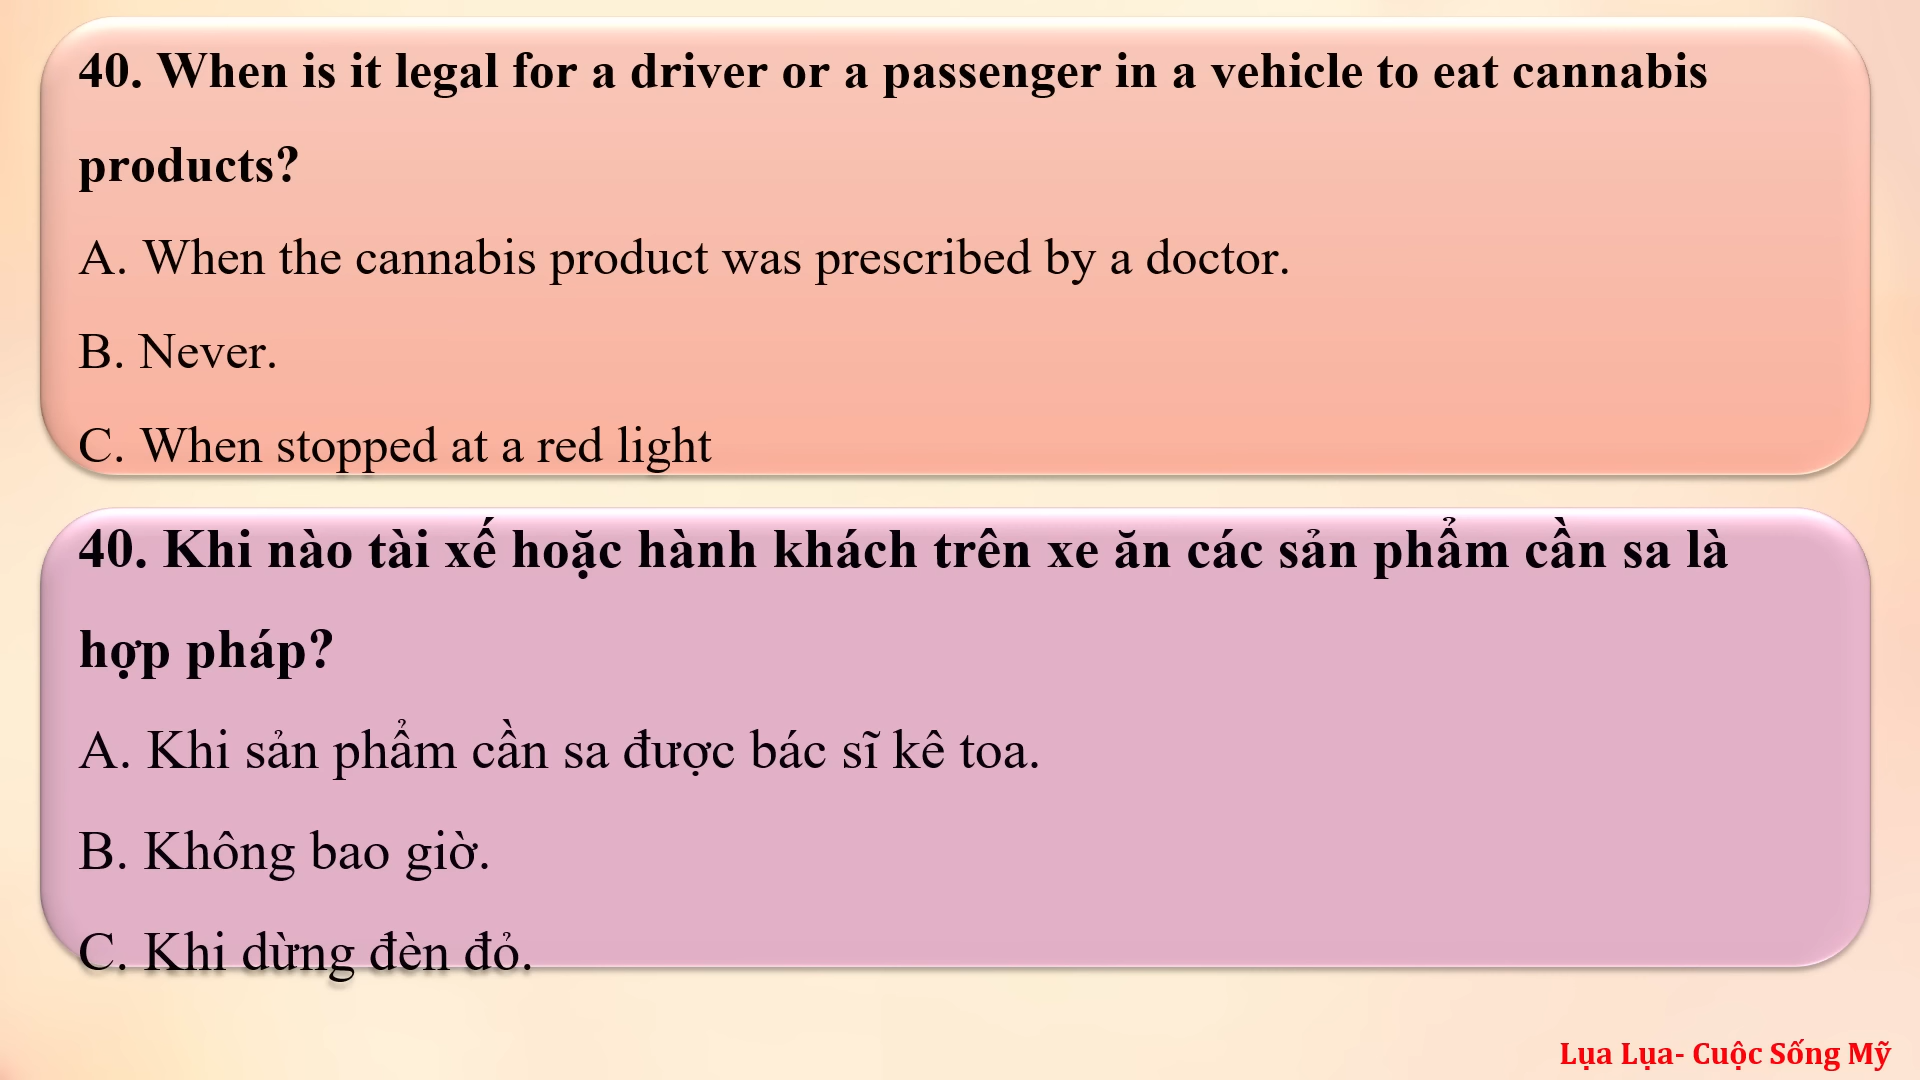 40. When is it legal for a driver or a passenger in a vehicle to eat cannabis
products?
A. When the cannabis product was prescribed by a doctor.
B. Never.
C. When stopped at a red light
40. Khi nào tài xế hoặc hành khách trên xe ăn các sản phẩm cần sa là
hợp pháp?
A. Khi sản phẩm cần sa được bác sĩ kê toa.
B. Không bao giờ.
C. Khi dừng đèn đỏ.
Lụa Lụa- Cuộc Sống Mỹ